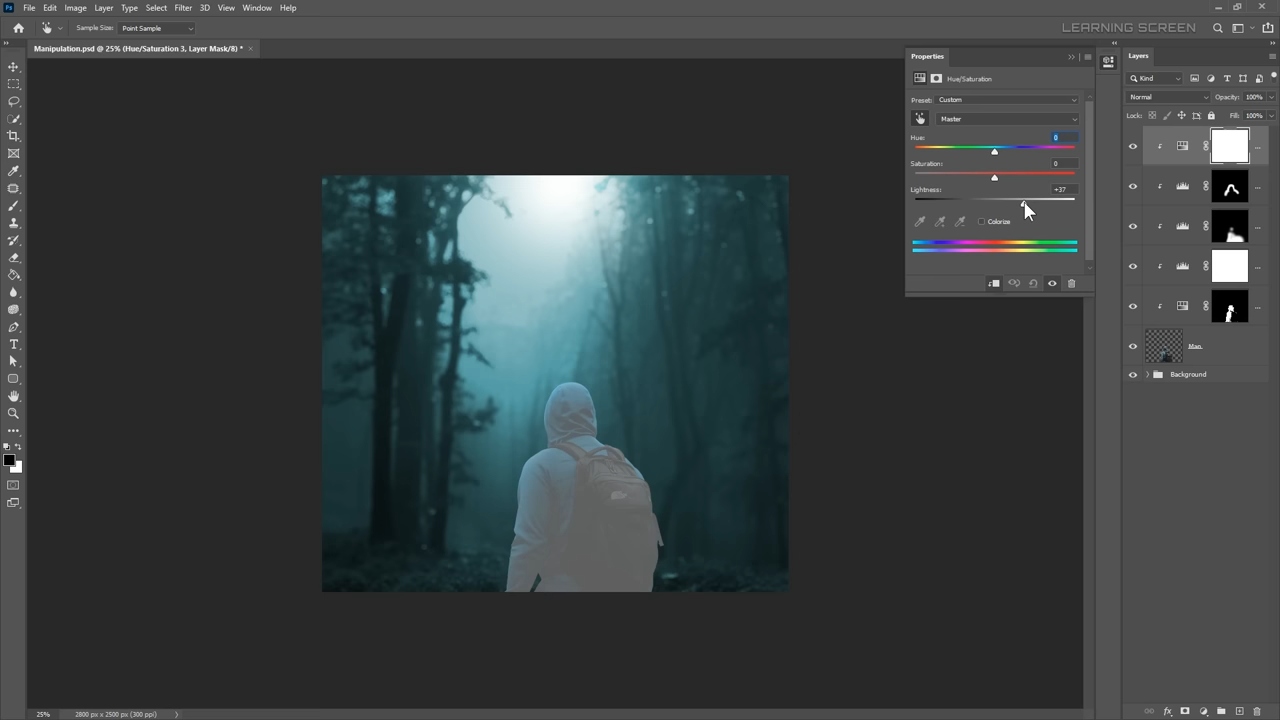 Ps File Edit Image Layer Type Select Filter 3D View Window Help
Sample Size: Point Sample
LEARNING SCREEN
Manipulation.psd @ 25% (Hue/Saturation 3, Layer Mask/8) *
Properties
Layers
Hue/Saturation
Kind
Preset: Custom
Normal
Opacity: 100%
Master
Lock:
Fill: 100%
Hue: 0
Saturation: 0
Lightness: +37
Colorize
Man
Background
25% 2800 px x 2500 px (300 ppi)